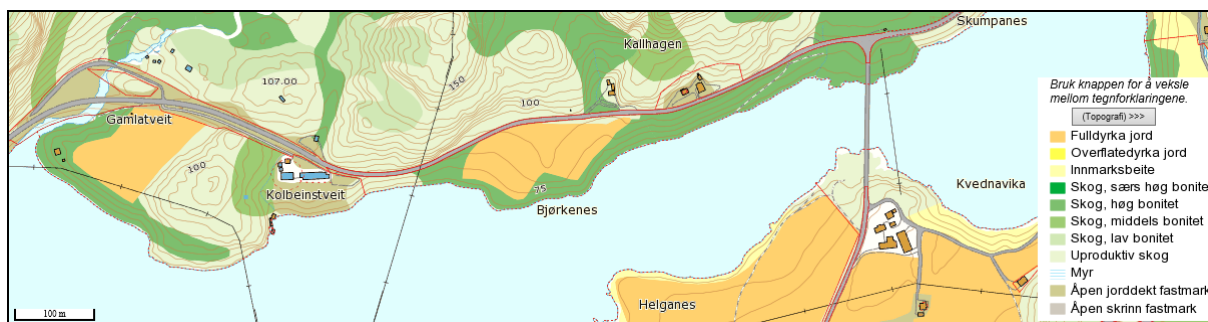 Skumpanes
Kallhagen
107.00
150
100
Gamlatveit
100
Kolbeinstveit
75
Bjørkenes
Kvednavika
Helganes
100 m
Bruk knappen for å veksle
mellom tegnforklaringene.
(Topografi) >>>
Fulldyrka jord
Overflatedyrka jord
Innmarksbeite
Skog, særs høg bonite
Skog, høg bonitet
Skog, middels bonitet
Skog, lav bonitet
Uproduktiv skog
Myr
Åpen jorddekt fastmark
Åpen skrinn fastmark